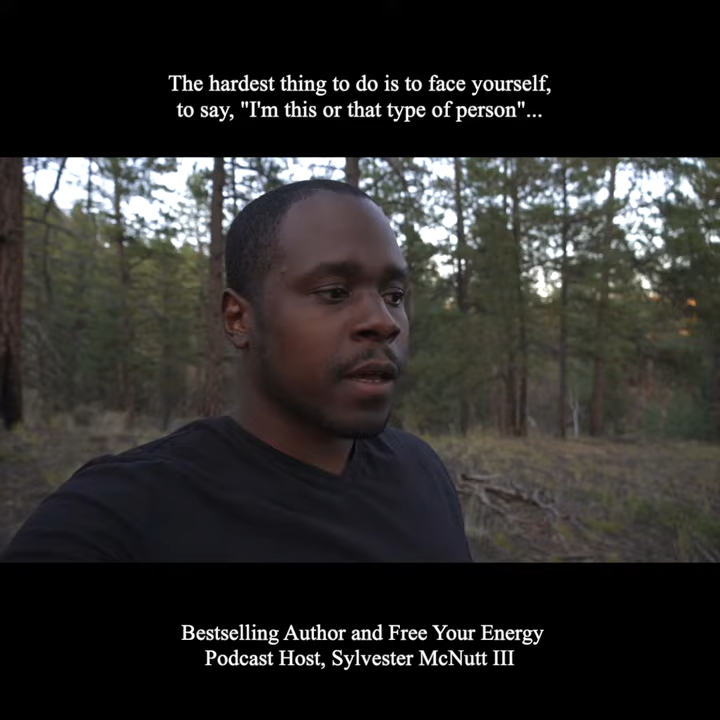 The hardest thing to do is to face yourself,
to say, "I'm this or that type of person"...
Bestselling Author and Free Your Energy
Podcast Host, Sylvester McNutt III